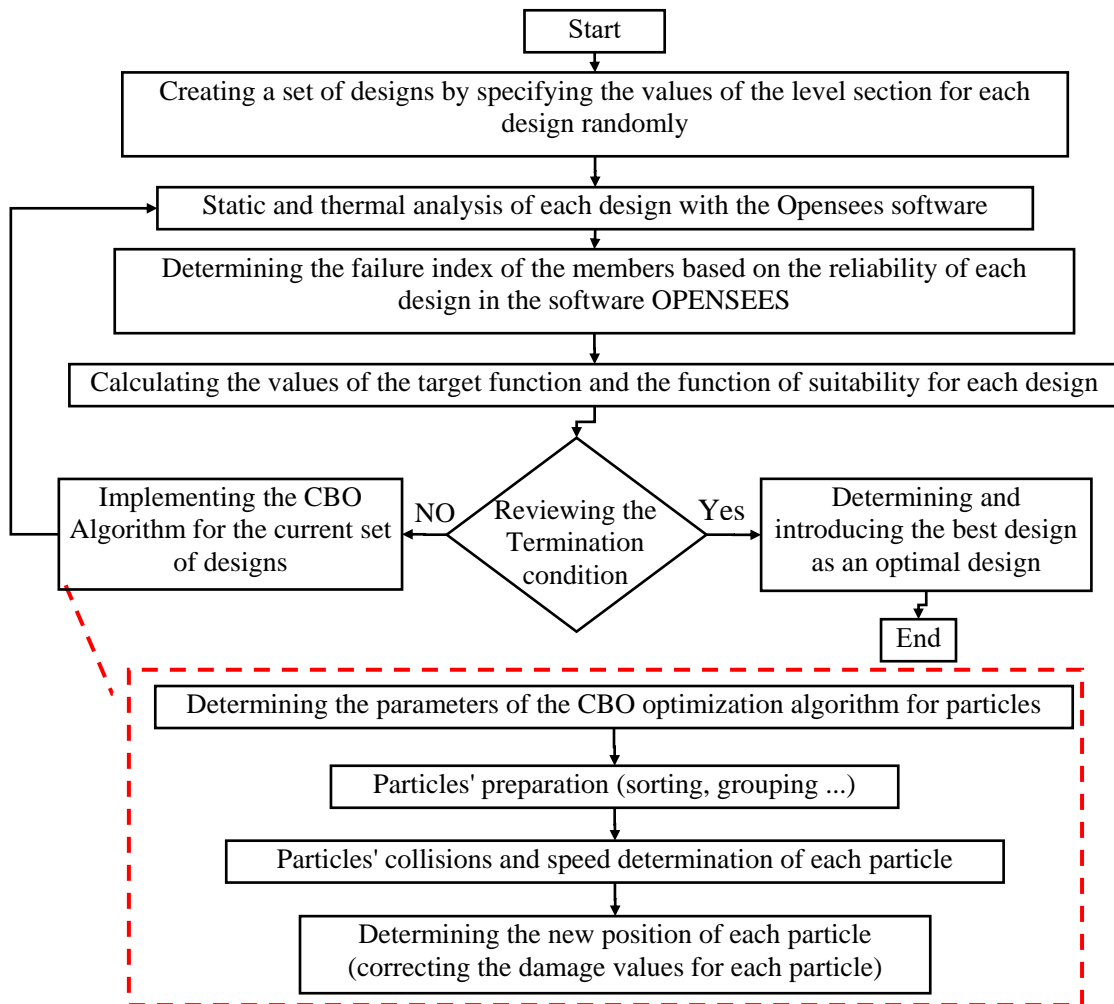 Start
Creating a set of designs by specifying the values of the level section for each
design randomly
Static and thermal analysis of each design with the Opensees software
Determining the failure index of the members based on the reliability of each
design in the software OPENSEES
Calculating the values of the target function and the function of suitability for each design
Implementing the CBO
Algorithm for the current set
of designs
NO
Reviewing the
Termination
condition
Yes
Determining and
introducing the best design
as an optimal design
End
Determining the parameters of the CBO optimization algorithm for particles
Particles' preparation (sorting, grouping ...)
Particles' collisions and speed determination of each particle
Determining the new position of each particle
(correcting the damage values for each particle)